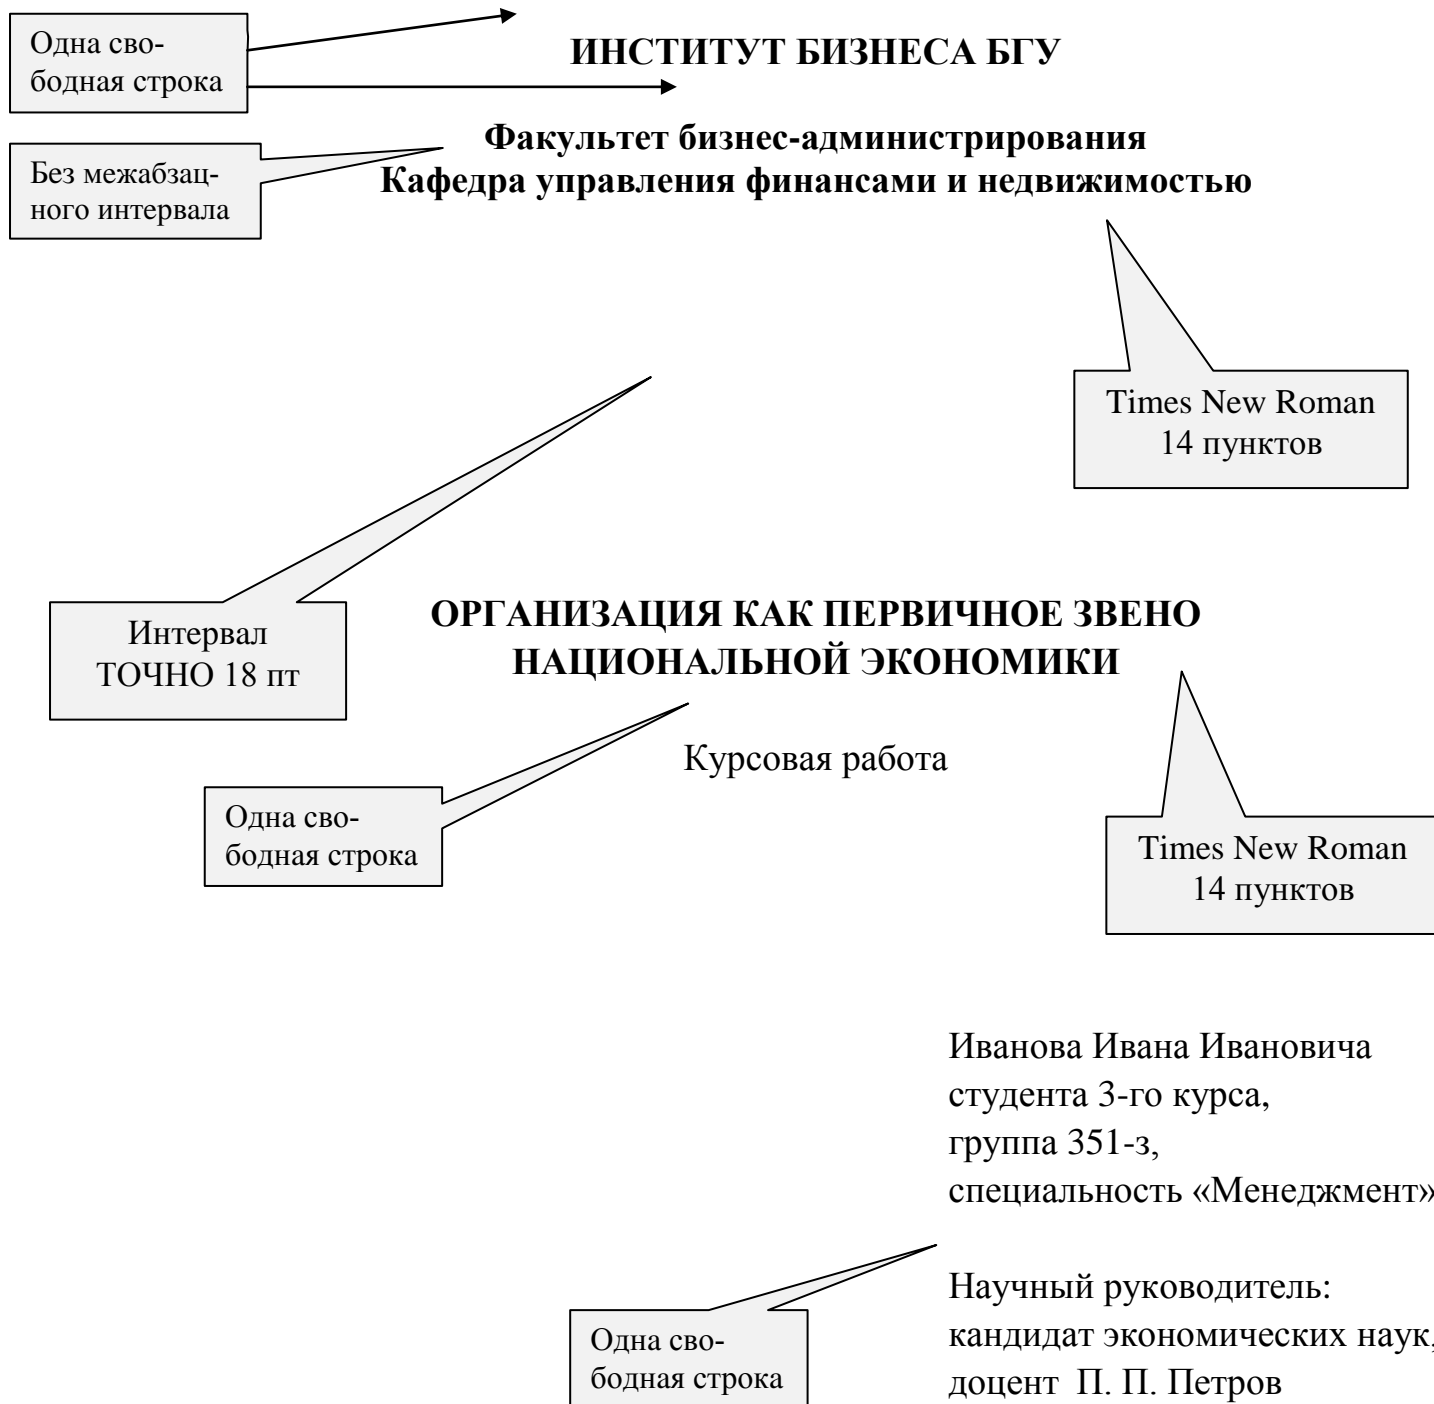 Одна сво-
бодная строка
ИНСТИТУТ БИЗНЕСА БГУ
Факультет бизнес-администрирования
Без межабзац-
ного интервала
Кафедра управления финансами и недвижимостью
Times New Roman
14 пунктов
ОРГАНИЗАЦИЯ КАК ПЕРВИЧНОЕ ЗВЕНО
НАЦИОНАЛЬНОЙ ЭКОНОМИКИ
Интервал
ТОЧНО 18 пт
Курсовая работа
Одна сво-
бодная строка
Times New Roman
14 пунктов
Иванова Ивана Ивановича
студента 3-го курса,
группа 351-з,
специальность «Менеджмент»
Научный руководитель:
кандидат экономических наук,
доцент  П. П. Петров
Одна сво-
бодная строка